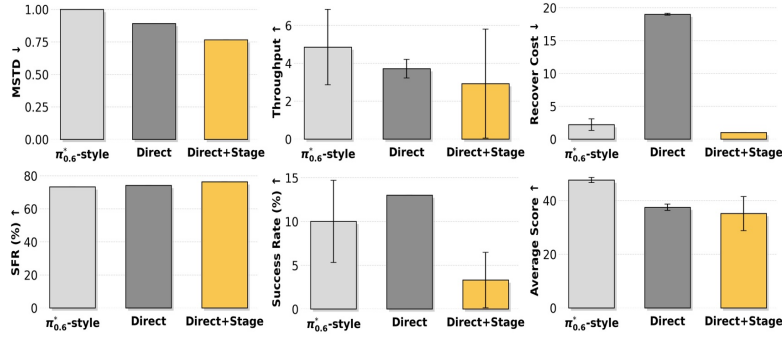 MSTD ↓
1.00
0.75
0.50
0.25
0.00
π*0.6-style Direct Direct+Stage
Throughput ↑
6
4
2
0
π*0.6-style Direct Direct+Stage
Recover Cost ↓
20
15
10
5
0
π*0.6-style Direct Direct+Stage
SFR (%) ↑
80
60
40
20
0
π*0.6-style Direct Direct+Stage
Success Rate (%) ↑
15
10
5
0
π*0.6-style Direct Direct+Stage
Average Score ↑
40
20
0
π*0.6-style Direct Direct+Stage